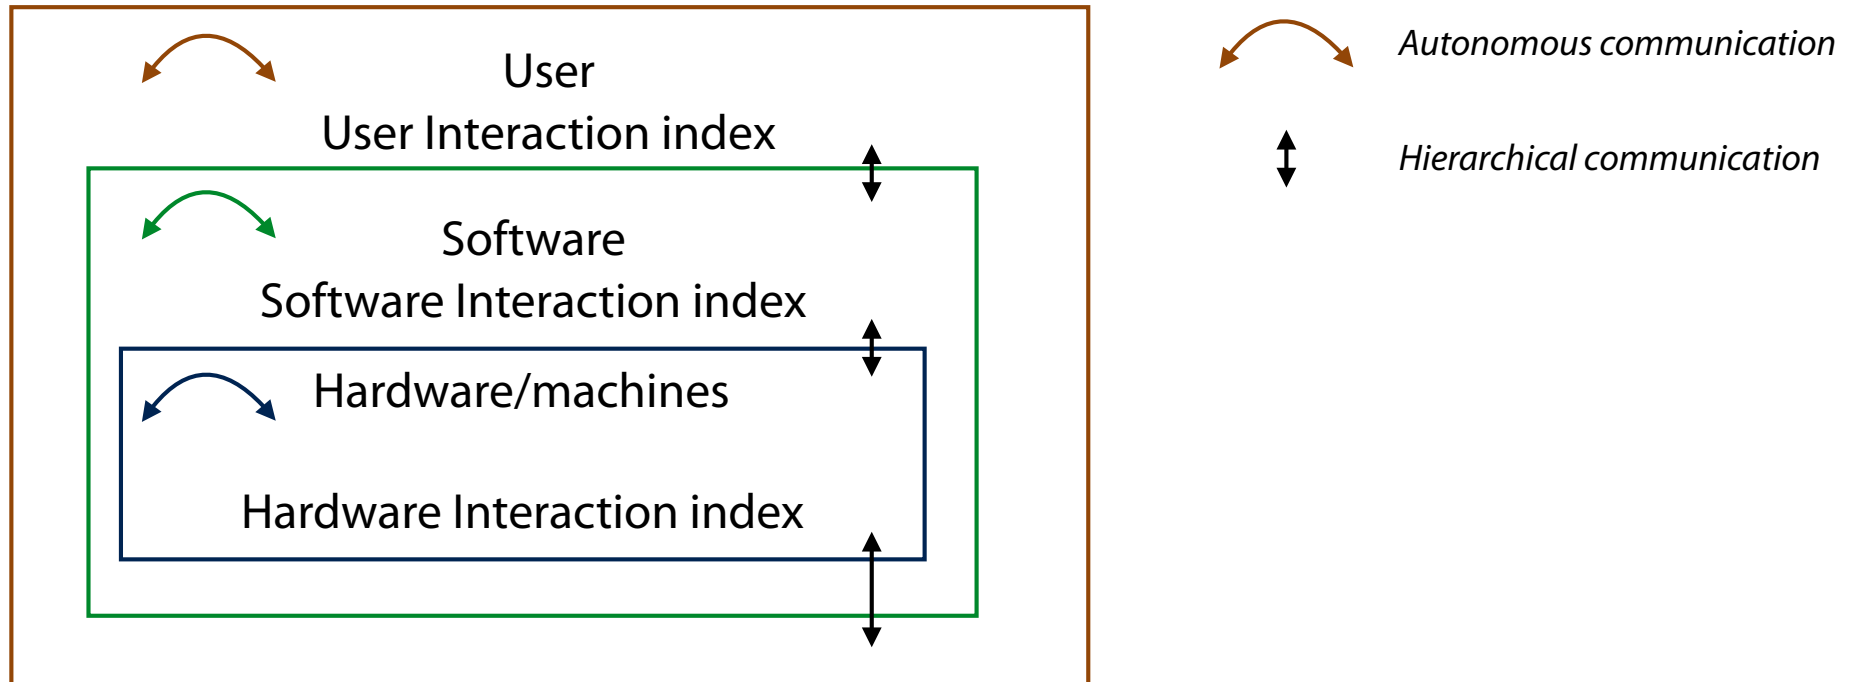 User
User Interaction index
Software
Software Interaction index
Hardware/machines
Hardware Interaction index
Autonomous communication
Hierarchical communication